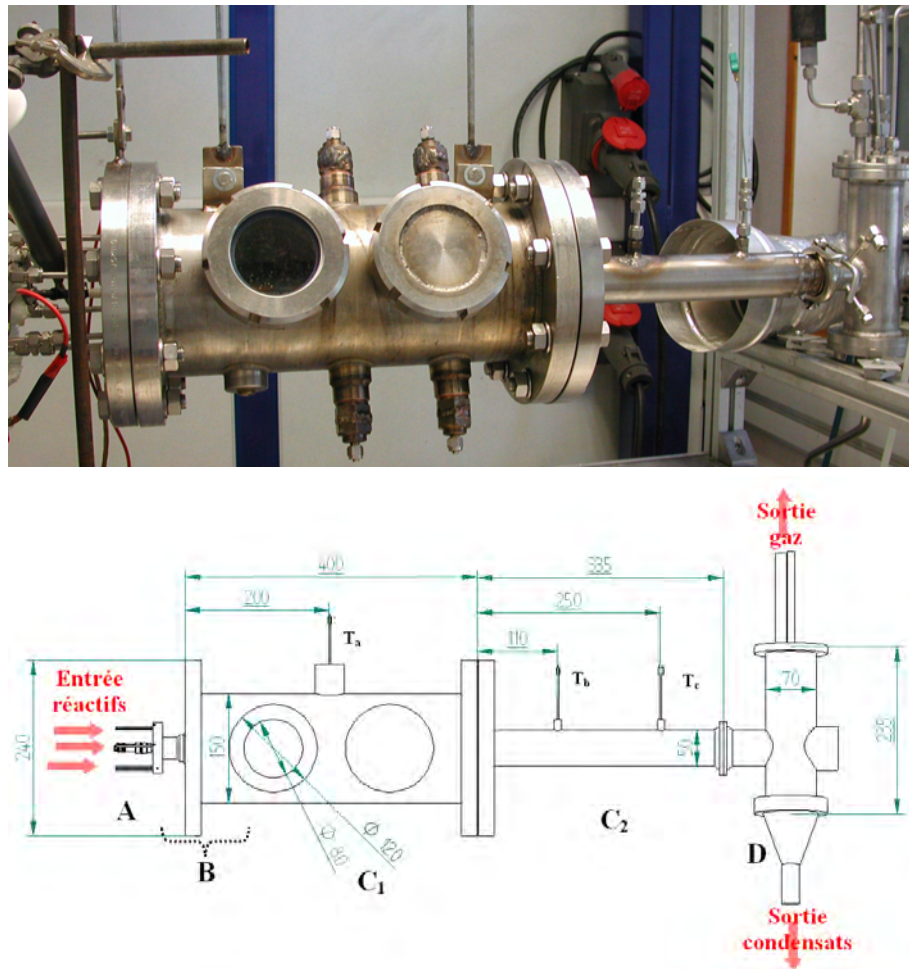 Sortie
gaz
400
335
200
250
110
Ta
Tb
Tc
Entrée
réactifs
240
150
50
70
A
B
Ø 80
Ø 120
C1
C2
D
Sortie
condensats